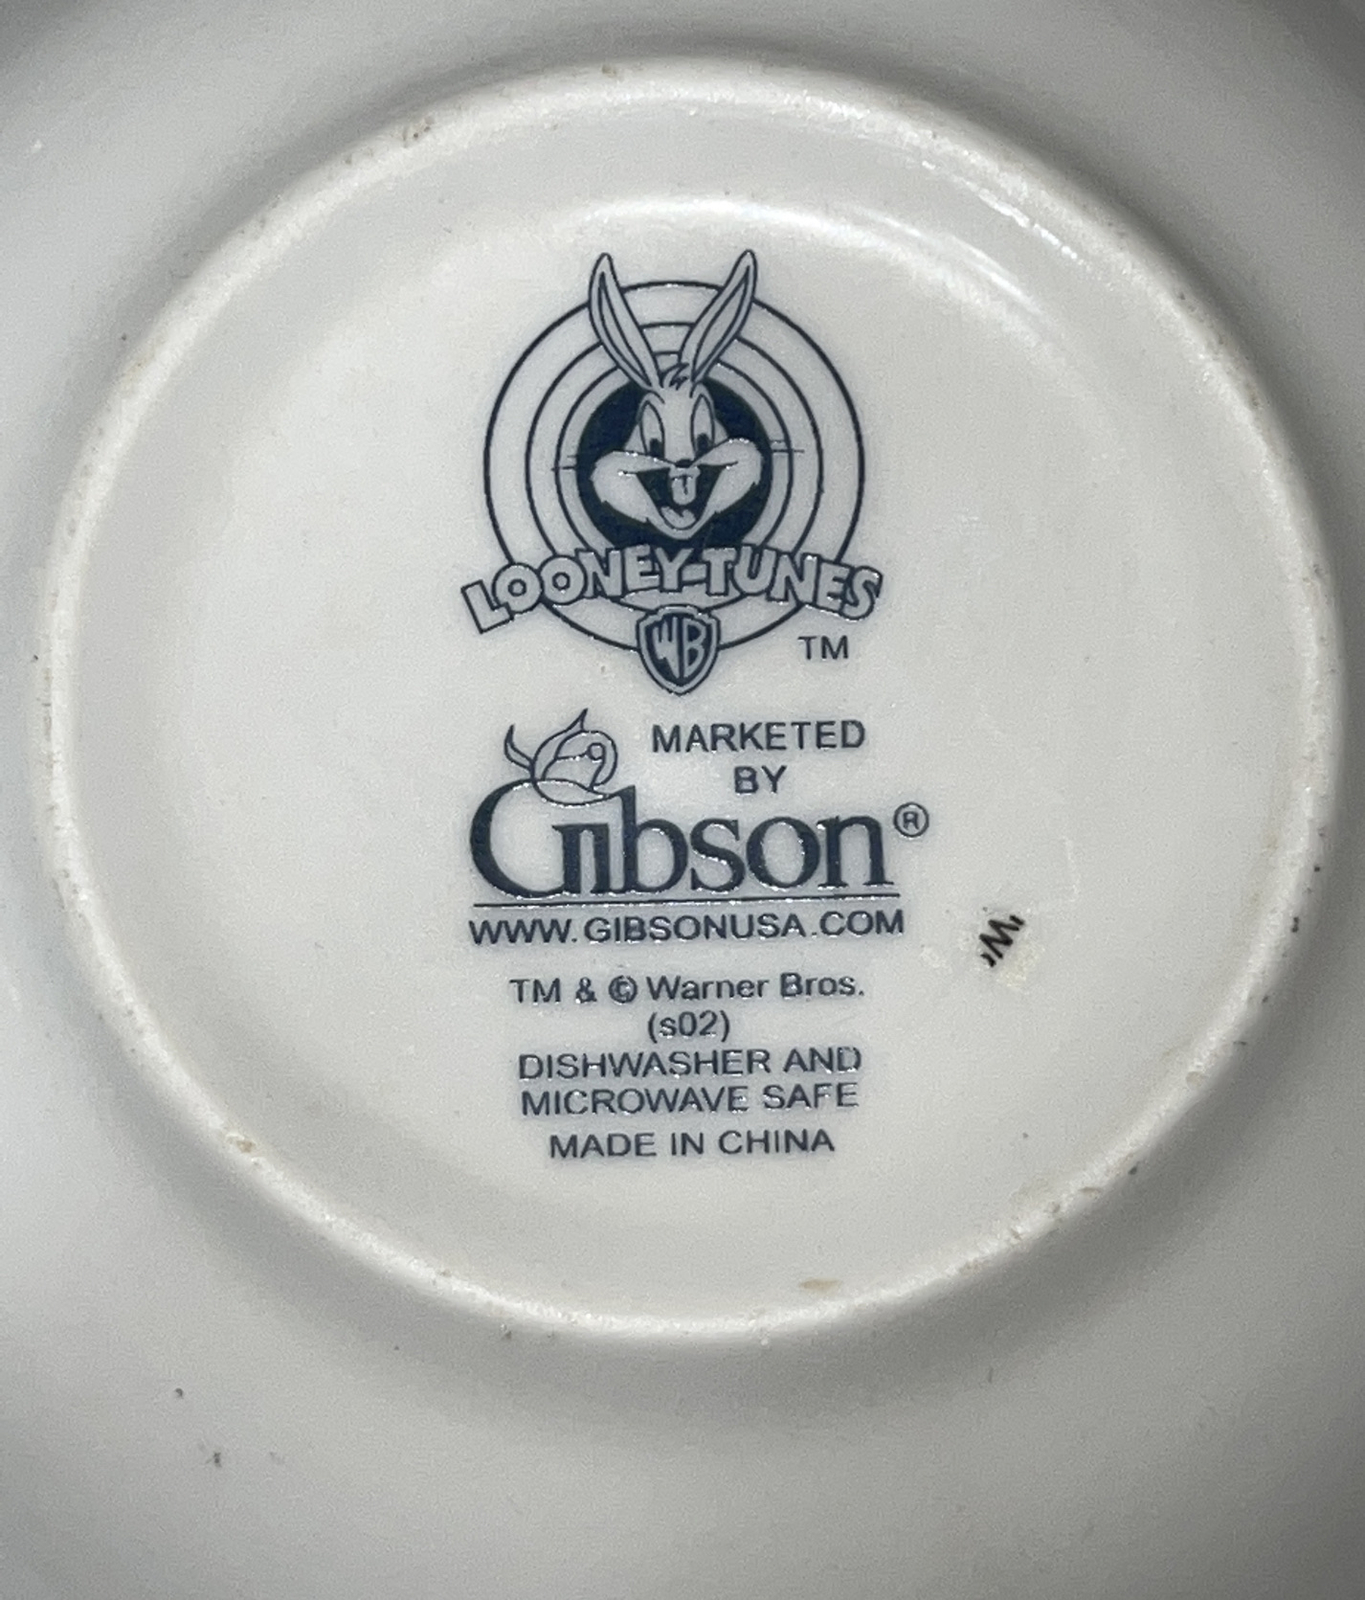 LOONEY-TUNES
WB
TM
MARKETED
BY
Gibson®
WWW.GIBSONUSA.COM
W
TM & © Warner Bros.
(s02)
DISHWASHER AND
MICROWAVE SAFE
MADE IN CHINA